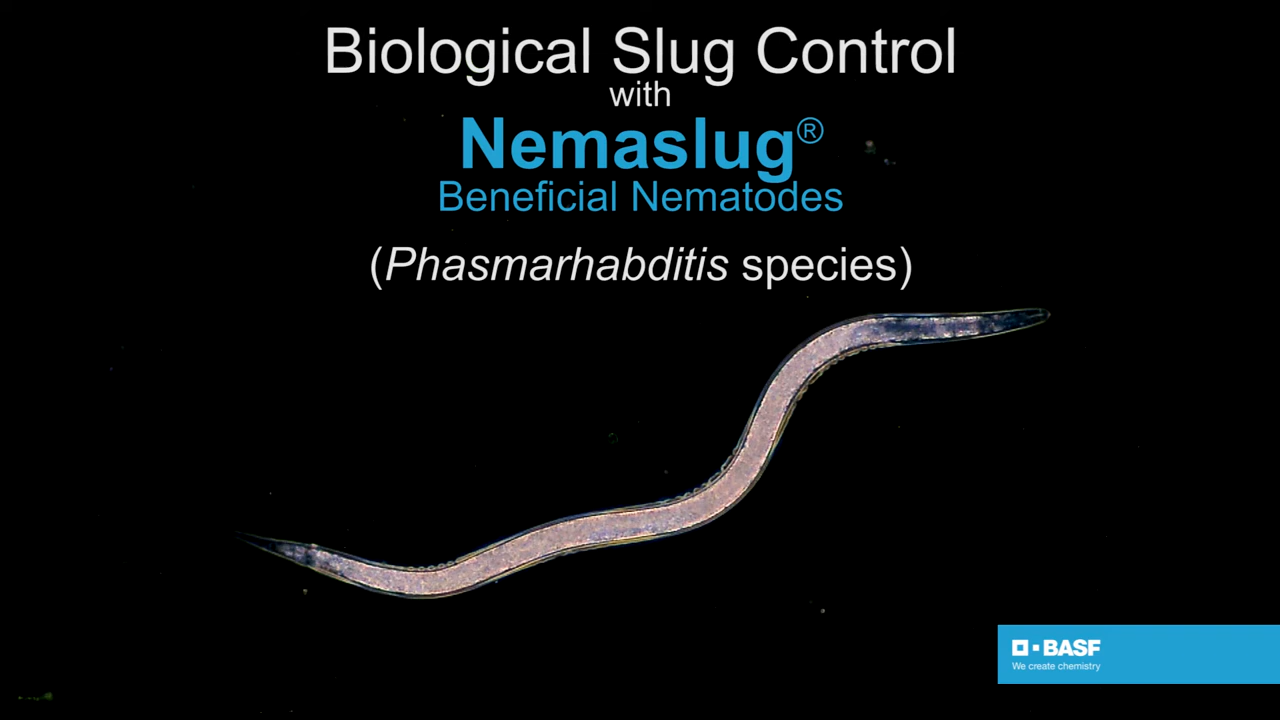 Biological Slug Control
with
Nemaslug®
Beneficial Nematodes
(Phasmarhabditis species)
BASF
We create chemistry